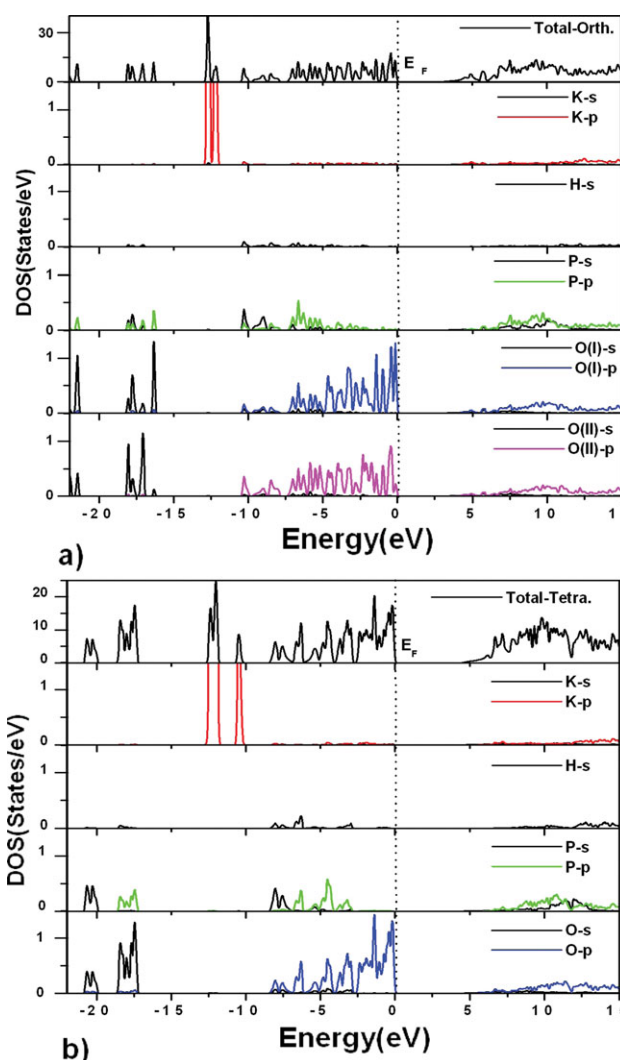 30
Total-Orth.
E F
0
1
K-s
K-p
0
1
H-s
0
1
P-s
P-p
0
1
O(I)-s
O(I)-p
0
1
O(II)-s
O(II)-p
0
-20 -15 -10 -5 0 5 10 15
DOS(States/eV)
Energy(eV)
a)
20
Total-Tetra.
10
E F
0
1
K-s
K-p
0
1
H-s
0
1
P-s
P-p
0
1
O-s
O-p
0
-20 -15 -10 -5 0 5 10 15
DOS(States/eV)
Energy(eV)
b)